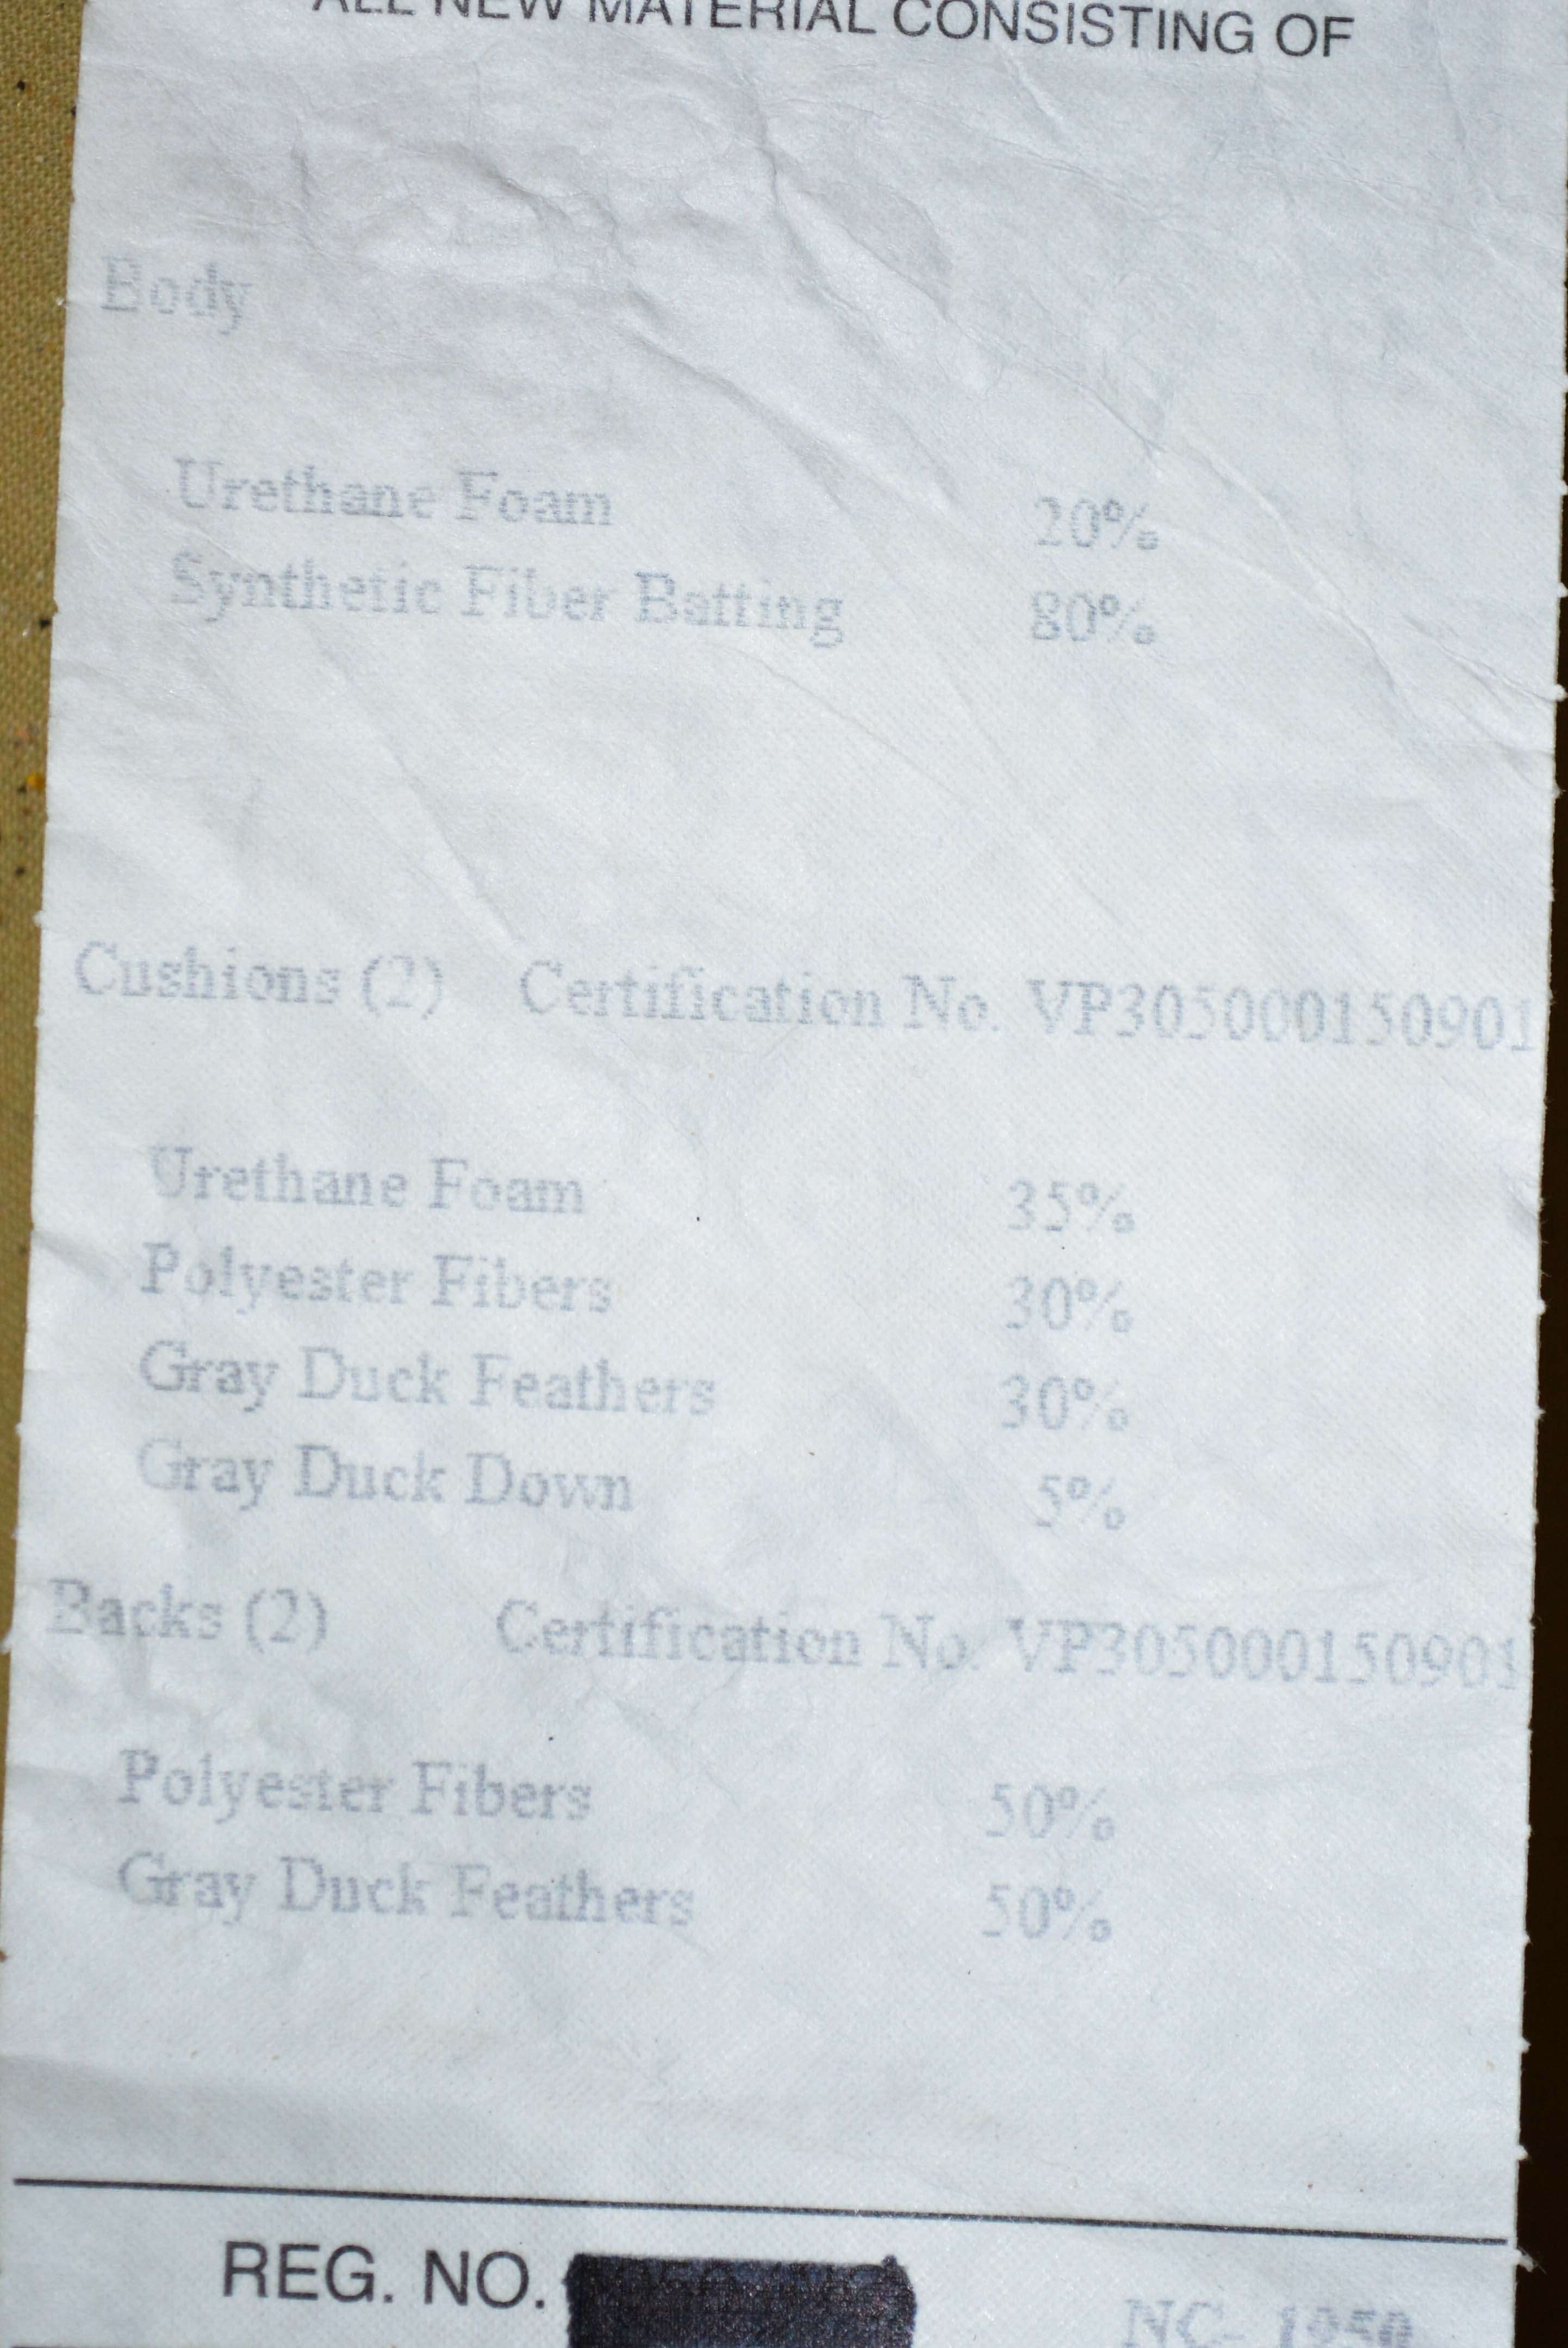 ALL NEW MATERIAL CONSISTING OF
Body
Urethane Foam 20%
Synthetic Fiber Batting 80%
Cushions (2) Certification No. VP305000150901
Urethane Foam 35%
Polyester Fibers 30%
Gray Duck Feathers 30%
Gray Duck Down 5%
Backs (2) Certification No. VP305000150901
Polyester Fibers 50%
Gray Duck Feathers 50%
REG. NO.
NC-